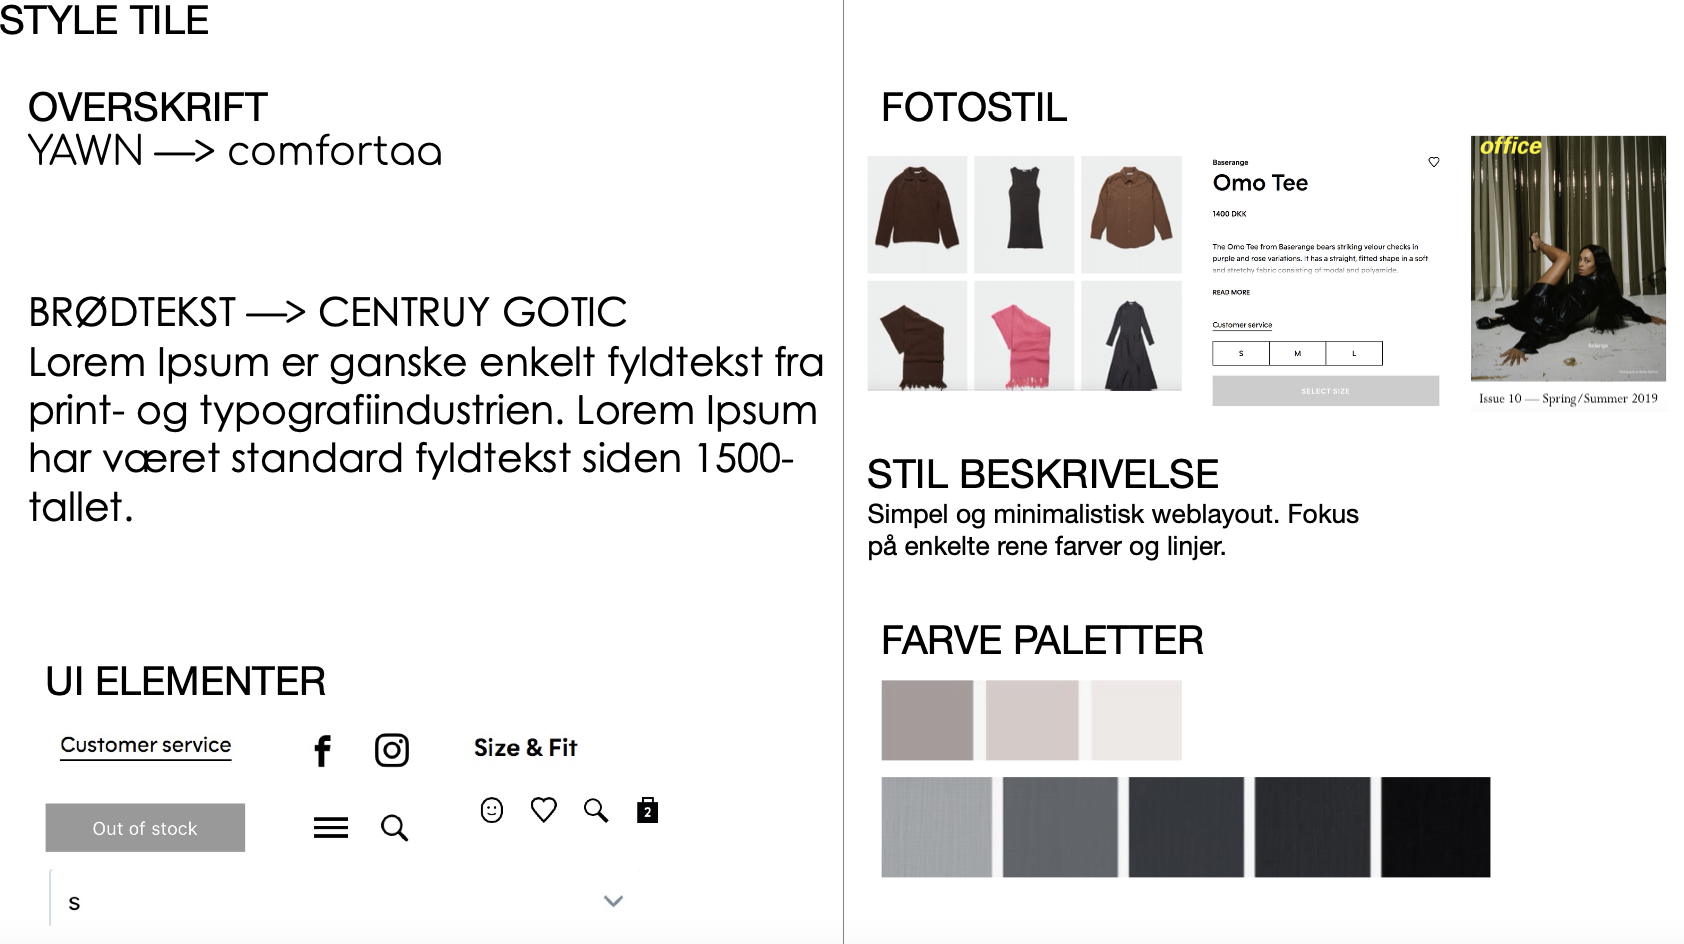 STYLE TILE
OVERSKRIFT
YAWN —> comfortaa
BRØDTEKST —> CENTRUY GOTIC
Lorem Ipsum er ganske enkelt fyldtekst fra
print- og typografiindustrien. Lorem Ipsum
har været standard fyldtekst siden 1500-
tallet.
UI ELEMENTER
Customer service
Size & Fit
2
Out of stock
S
FOTOSTIL
Baserange
Omo Tee
1400 DKK
The Omo Tee from Baserange bears striking velour checks in
purple and rose variations. It has a straight, fitted shape in a soft
and stretchy fabric consisting of modal and polyamide.
READ MORE
Customer service
S M L
SELECT SIZE
office
Solange
Issue 10 — Spring/Summer 2019
STIL BESKRIVELSE
Simpel og minimalistisk weblayout. Fokus
på enkelte rene farver og linjer.
FARVE PALETTER